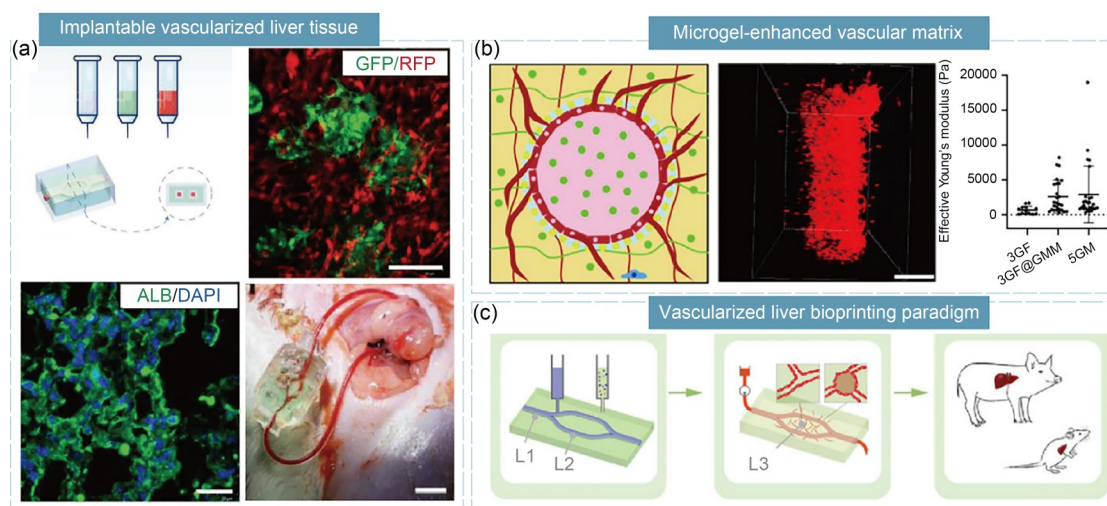 Implantable vascularized liver tissue
(a)
GFP/RFP
ALB/DAPI
Microgel-enhanced vascular matrix
(b)
Effective Young's modulus (Pa)
20000
15000
10000
5000
0
3GF
3GF@GMM
5GM
Vascularized liver bioprinting paradigm
(c)
L1
L2
L3